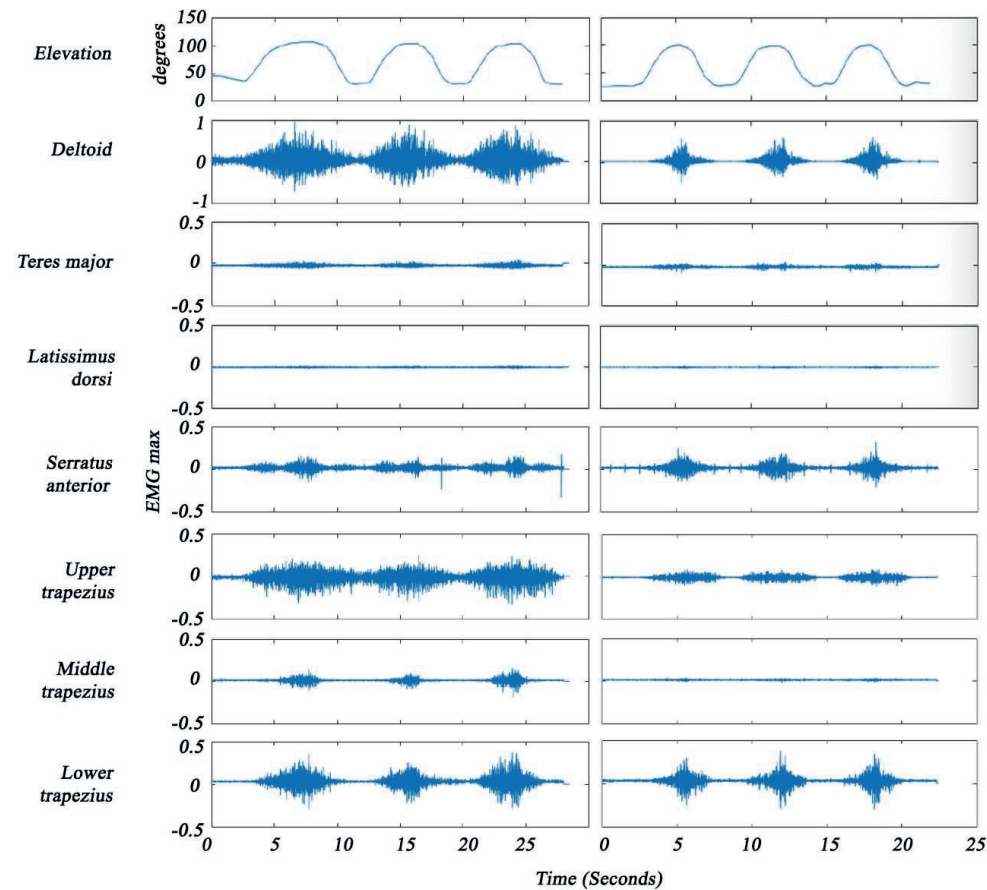 Elevation
degrees
150
100
50
0
Deltoid
1
0
-1
Teres major
0.5
0
-0.5
Latissimus
dorsi
0.5
0
-0.5
EMG max
Serratus
anterior
0.5
0
-0.5
Upper
trapezius
0.5
0
-0.5
Middle
trapezius
0.5
0
-0.5
Lower
trapezius
0.5
0
-0.5
0 5 10 15 20 25 0 5 10 15 20 25
Time (Seconds)